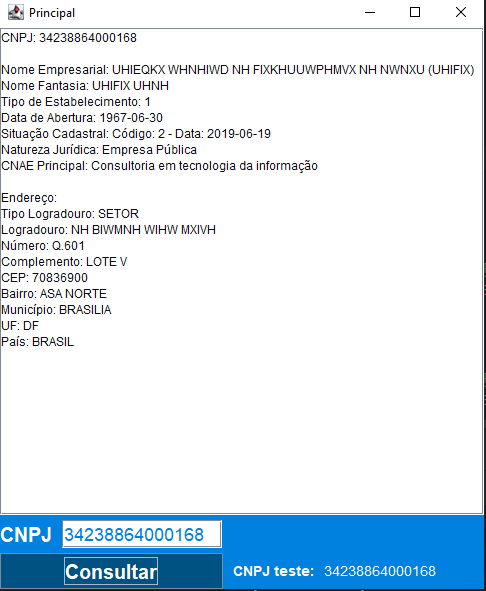 Principal
CNPJ: 34238864000168
Nome Empresarial: UHIEQKX WHNHIWD NH FIXKHUUWPHMVX NH NWNXU (UHIFIX)
Nome Fantasia: UHIFIX UHNH
Tipo de Estabelecimento: 1
Data de Abertura: 1967-06-30
Situação Cadastral: Código: 2 - Data: 2019-06-19
Natureza Jurídica: Empresa Pública
CNAE Principal: Consultoria em tecnologia da informação
Endereço:
Tipo Logradouro: SETOR
Logradouro: NH BIWMNH WIHW MXIVH
Número: Q.601
Complemento: LOTE V
CEP: 70836900
Bairro: ASA NORTE
Município: BRASILIA
UF: DF
País: BRASIL
CNPJ 34238864000168
Consultar CNPJ teste: 34238864000168